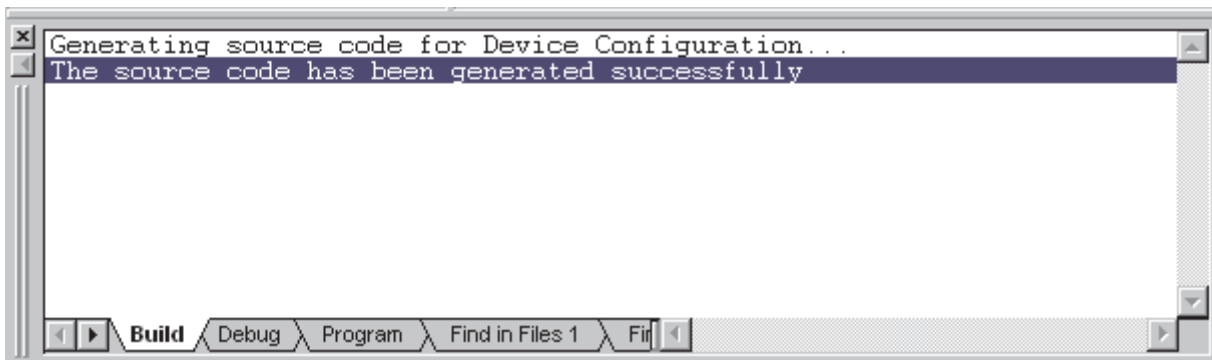 Generating source code for Device Configuration...
The source code has been generated successfully
Build Debug Program Find in Files 1